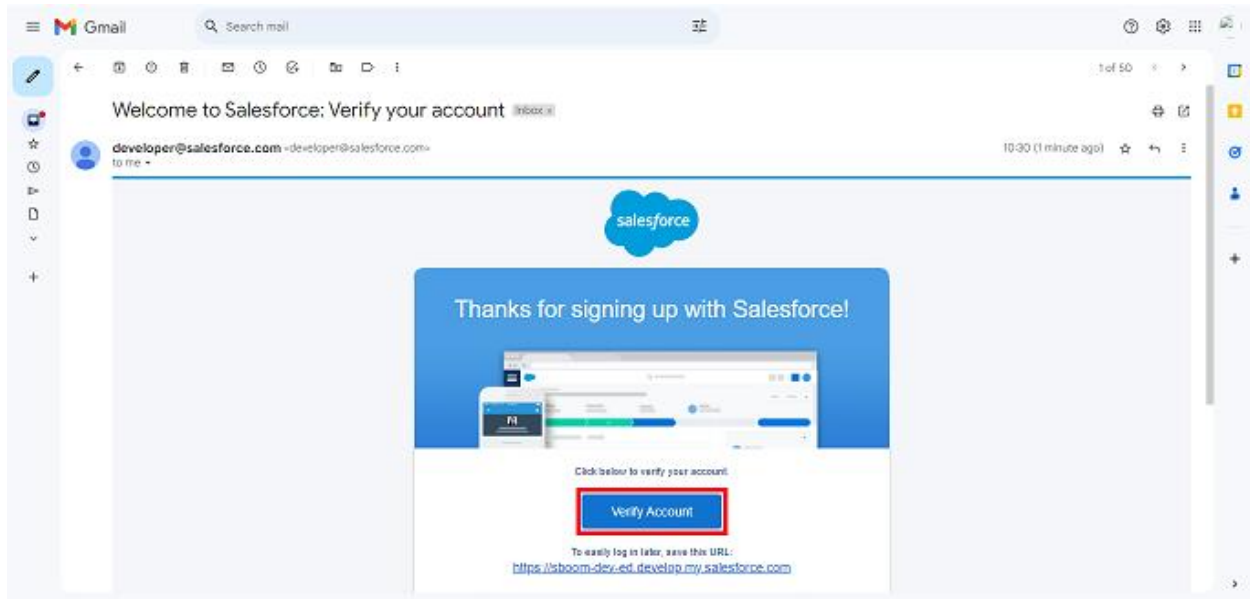 Gmail
Search mail
1 of 50
Welcome to Salesforce: Verify your account Inbox x
developer@salesforce.com <developer@salesforce.com>
10:30 (1 minute ago)
to me
salesforce
Thanks for signing up with Salesforce!
Click below to verify your account.
Verify Account
To easily log in later, save this URL:
https://sboom-dev-ed.develop.my.salesforce.com